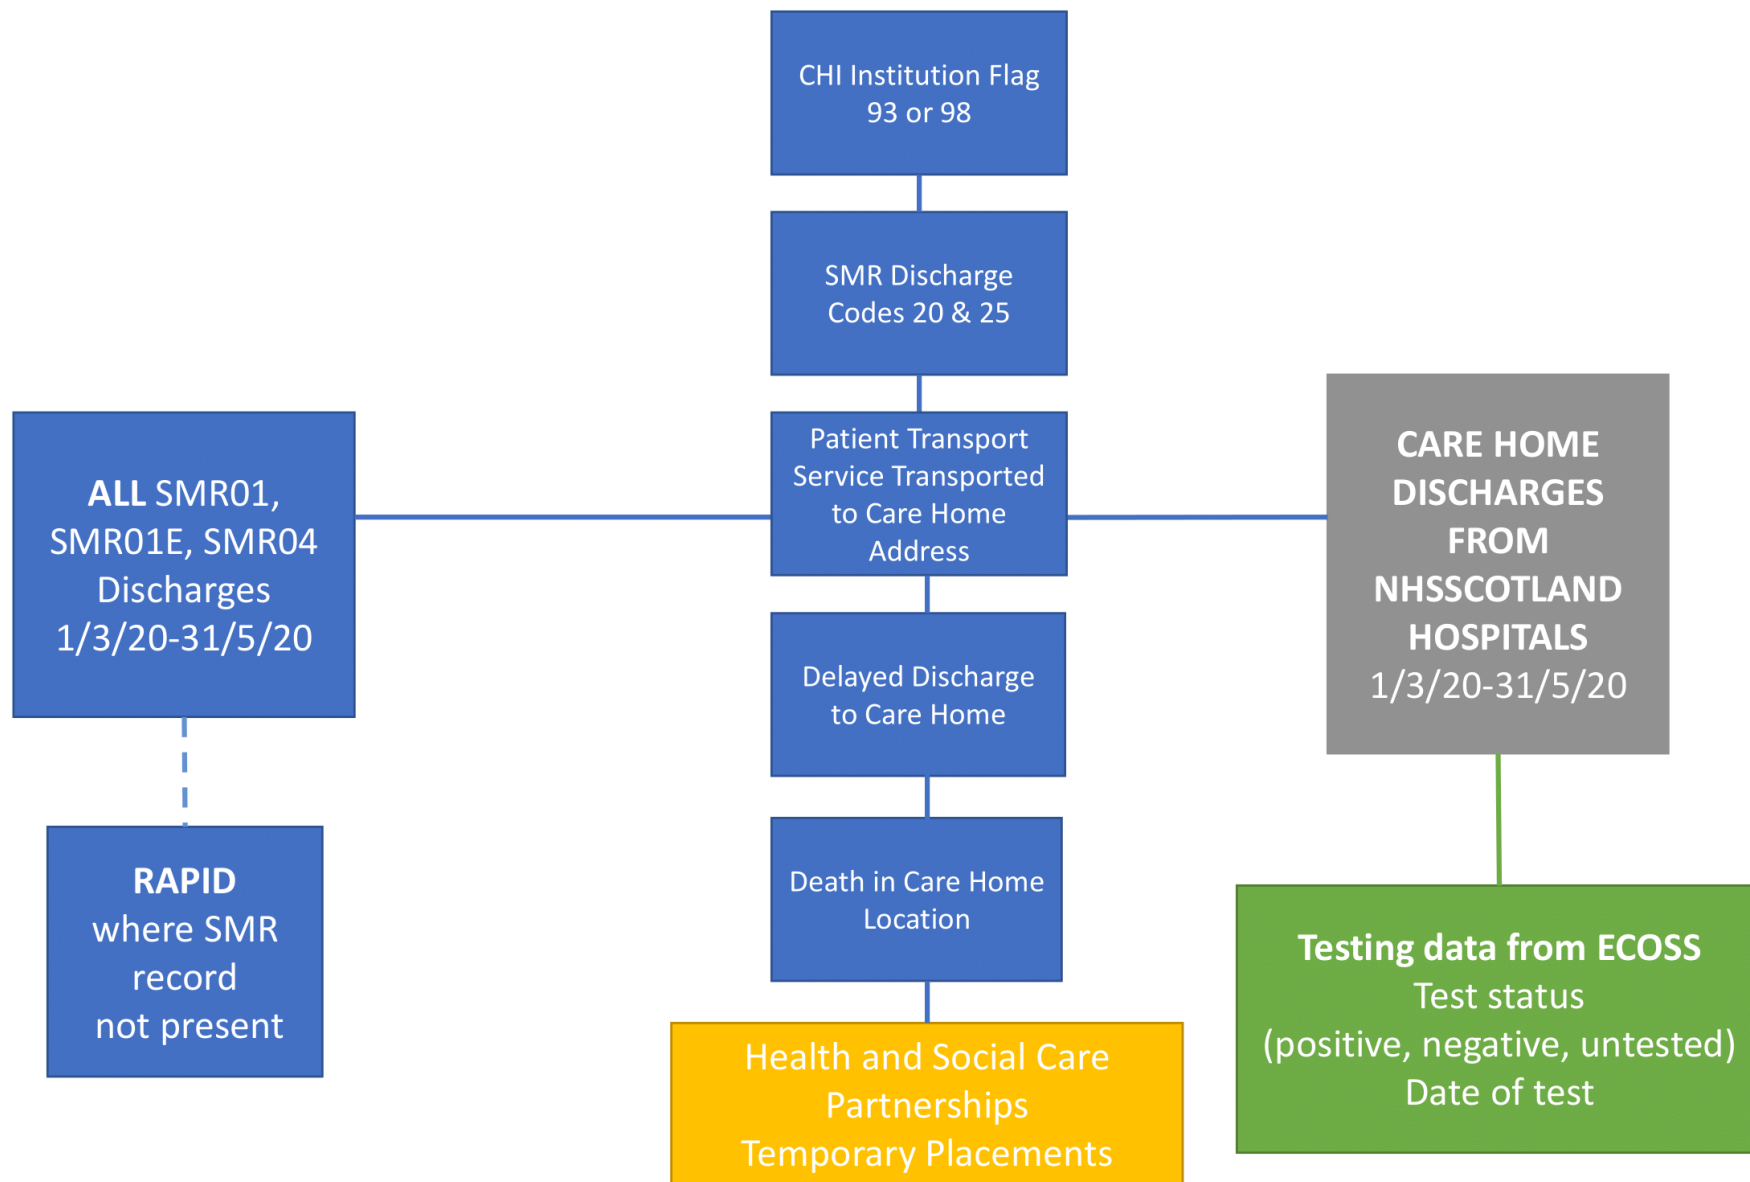 CHI Institution Flag
93 or 98
SMR Discharge
Codes 20 & 25
Patient Transport
Service Transported
to Care Home
Address
Delayed Discharge
to Care Home
Death in Care Home
Location
Health and Social Care
Partnerships
Temporary Placements
ALL SMR01,
SMR01E, SMR04
Discharges
1/3/20-31/5/20
RAPID
where SMR
record
not present
CARE HOME
DISCHARGES
FROM
NHSSCOTLAND
HOSPITALS
1/3/20-31/5/20
Testing data from ECOSS
Test status
(positive, negative, untested)
Date of test